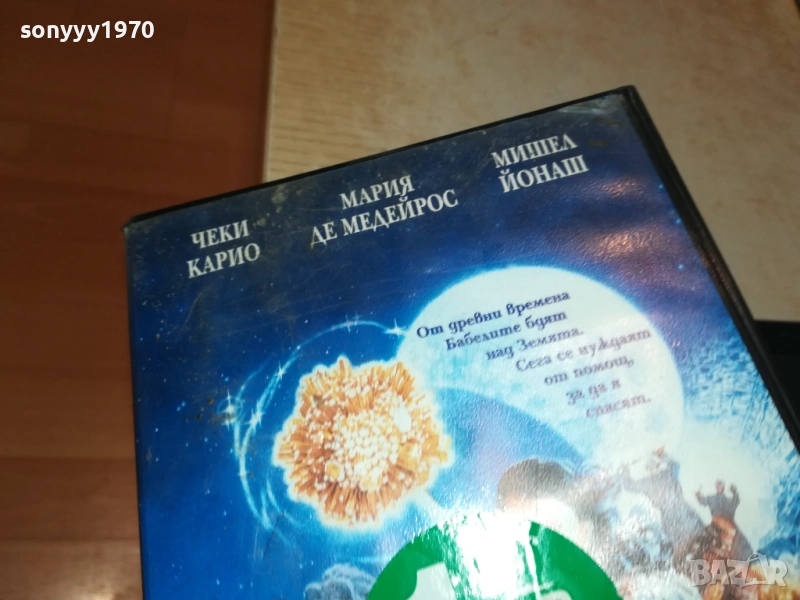 sonyyy1970
ЧЕКИ
КАРИО
МАРИЯ
ДЕ МЕДЕЙРОС
МИШЕЛ
ЙОНАШ
От древни времена
Бабелите бдят
над Земята.
Сега се нуждаят
от помощ,
за да я
спасят.
BAZAR